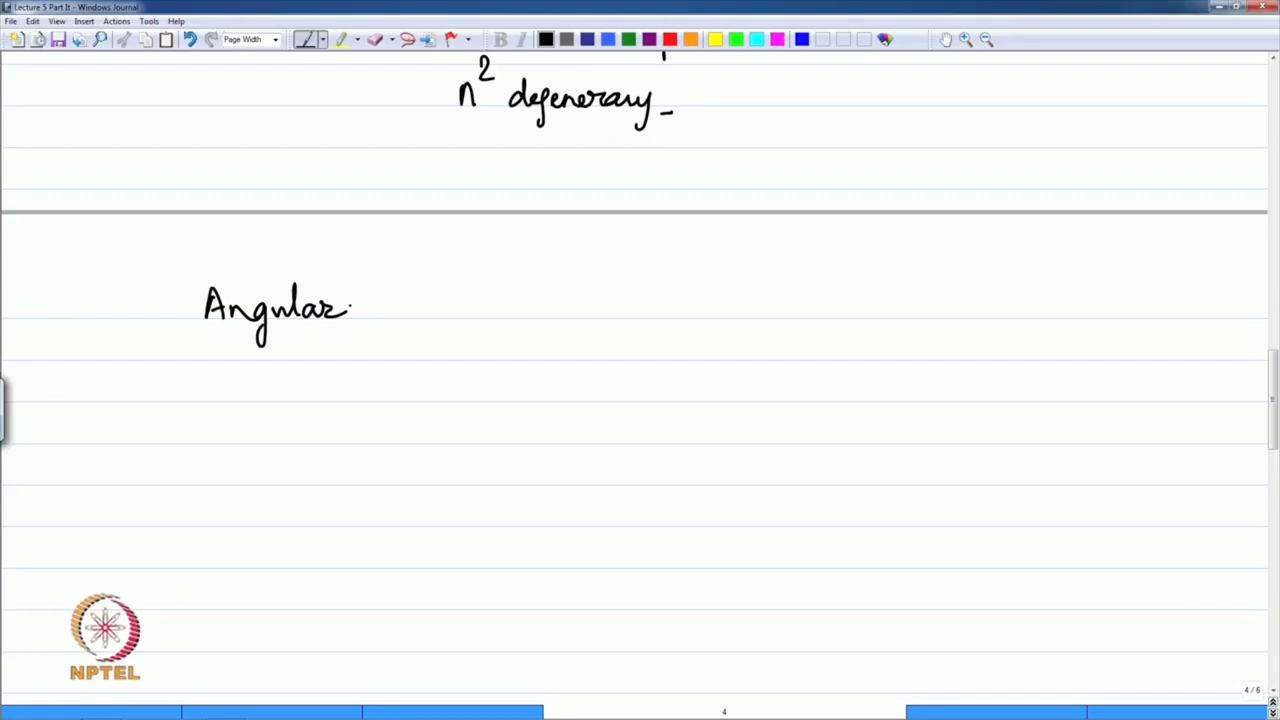 Lecture 5 Part It - Windows Journal
File Edit View Insert Actions Tools Help
Page Width
n² degeneracy
Angular
NPTEL
4 / 6
4